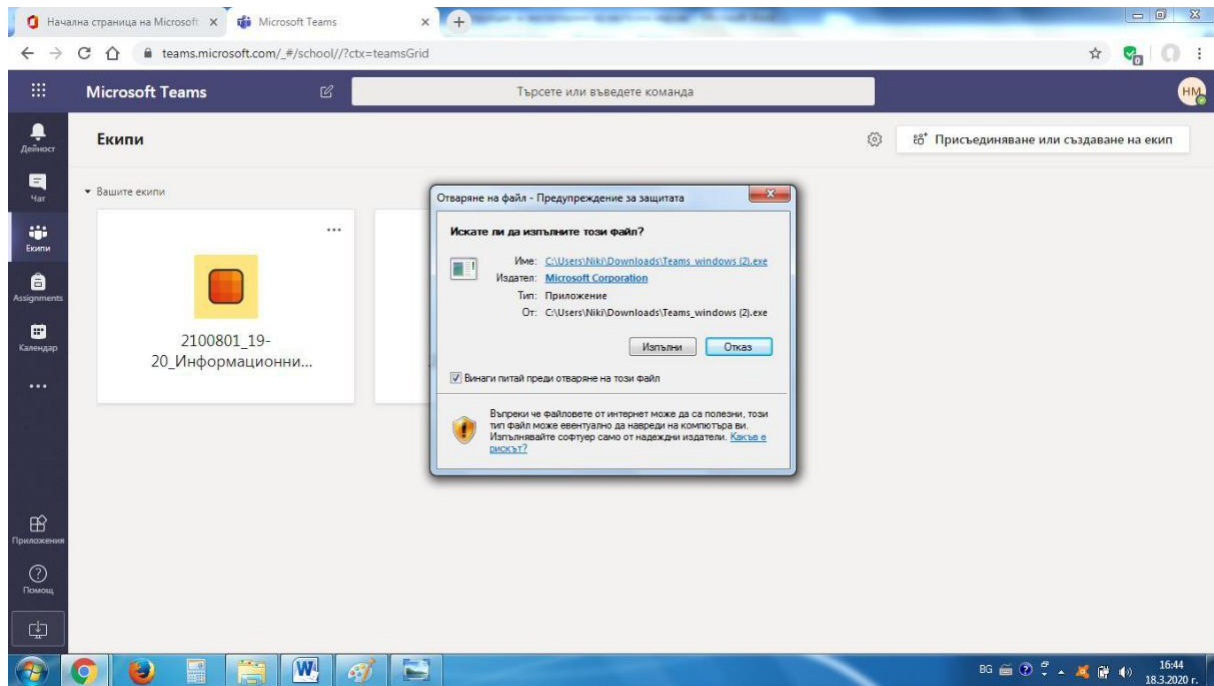 Начална страница на Microsoft
Microsoft Teams
teams.microsoft.com/_#/school//?ctx=teamsGrid
Microsoft Teams
Търсете или въведете команда
НМ
Дейност
Чат
Екипи
Assignments
Календар
Приложения
Помощ
Екипи
Присъединяване или създаване на екип
Вашите екипи
2100801_19-
20_Информационни...
Отваряне на файл - Предупреждение за защитата
Искате ли да изпълните този файл?
Име: C:\Users\Niki\Downloads\Teams_windows (2).exe
Издател: Microsoft Corporation
Тип: Приложение
От: C:\Users\Niki\Downloads\Teams_windows (2).exe
Изпълни
Отказ
Винаги питай преди отваряне на този файл
Въпреки че файловете от интернет може да са полезни, този
тип файл може евентуално да навреди на компютъра ви.
Изпълнявайте софтуер само от надеждни издатели. Какъв е
рискът?
BG
16:44
18.3.2020 г.